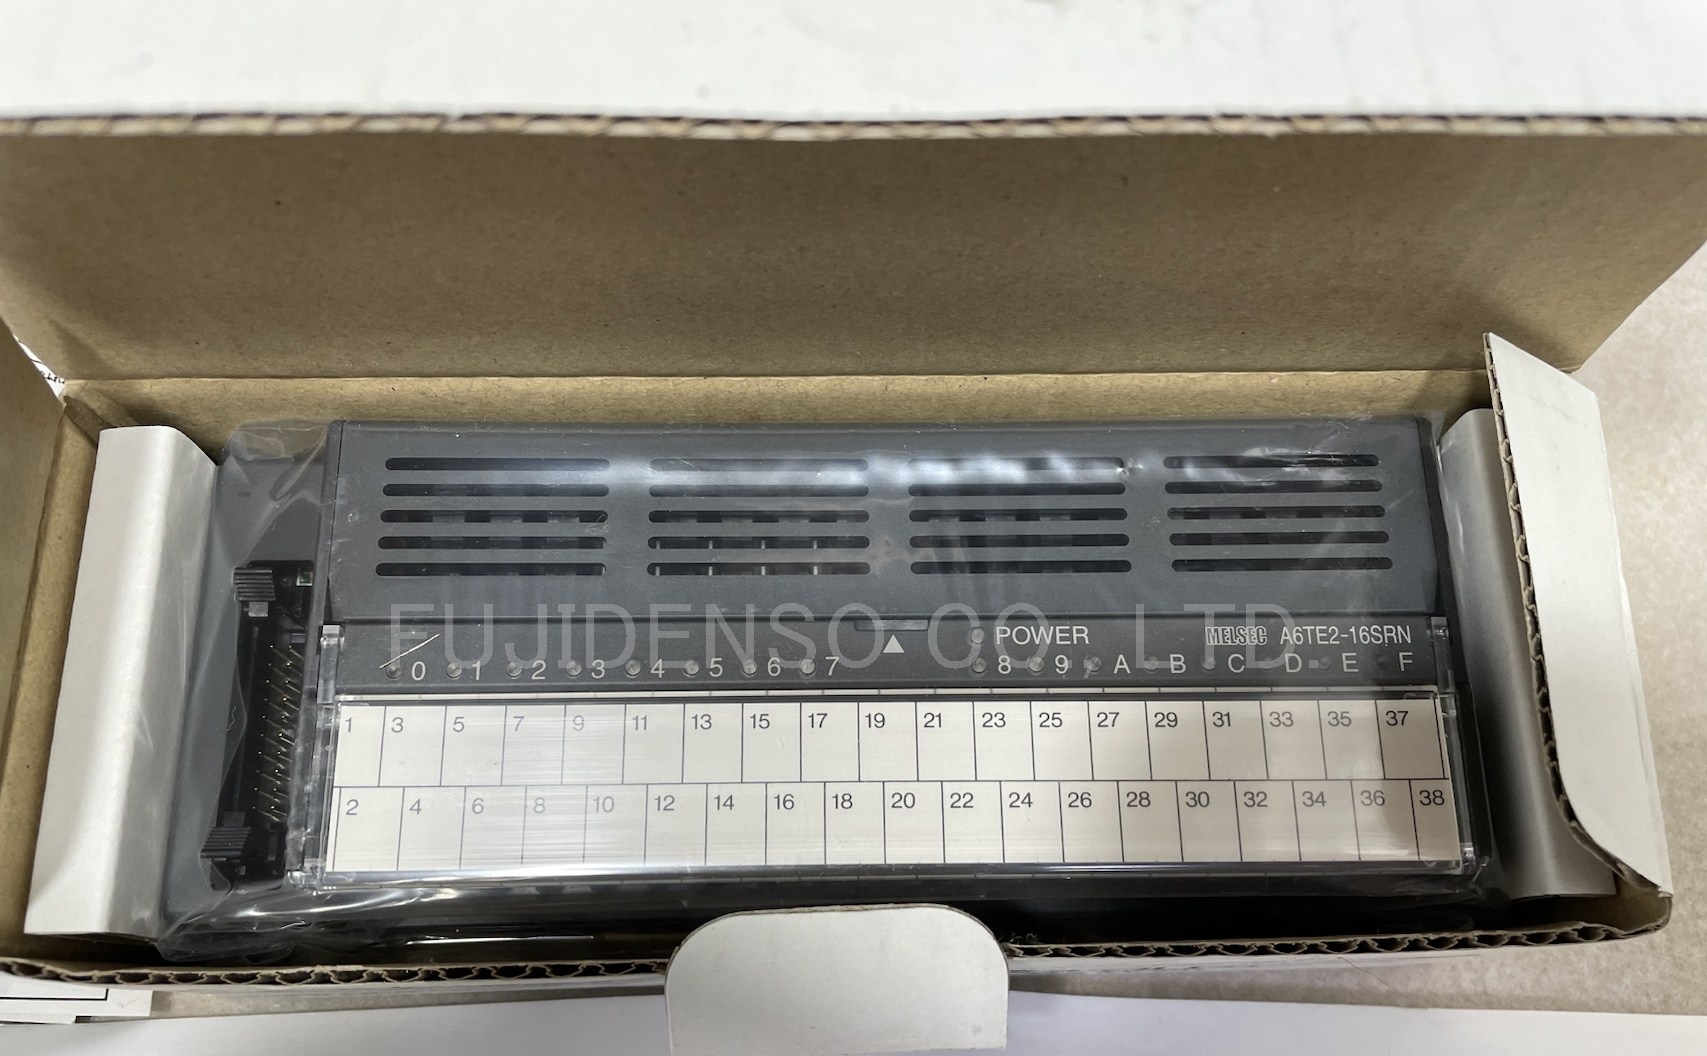 FUJIDENSO CO., LTD.
POWER MELSEC A6TE2-16SRN
0 1 2 3 4 5 6 7 8 9 A B C D E F
1 3 5 7 9 11 13 15 17 19 21 23 25 27 29 31 33 35 37
2 4 6 8 10 12 14 16 18 20 22 24 26 28 30 32 34 36 38